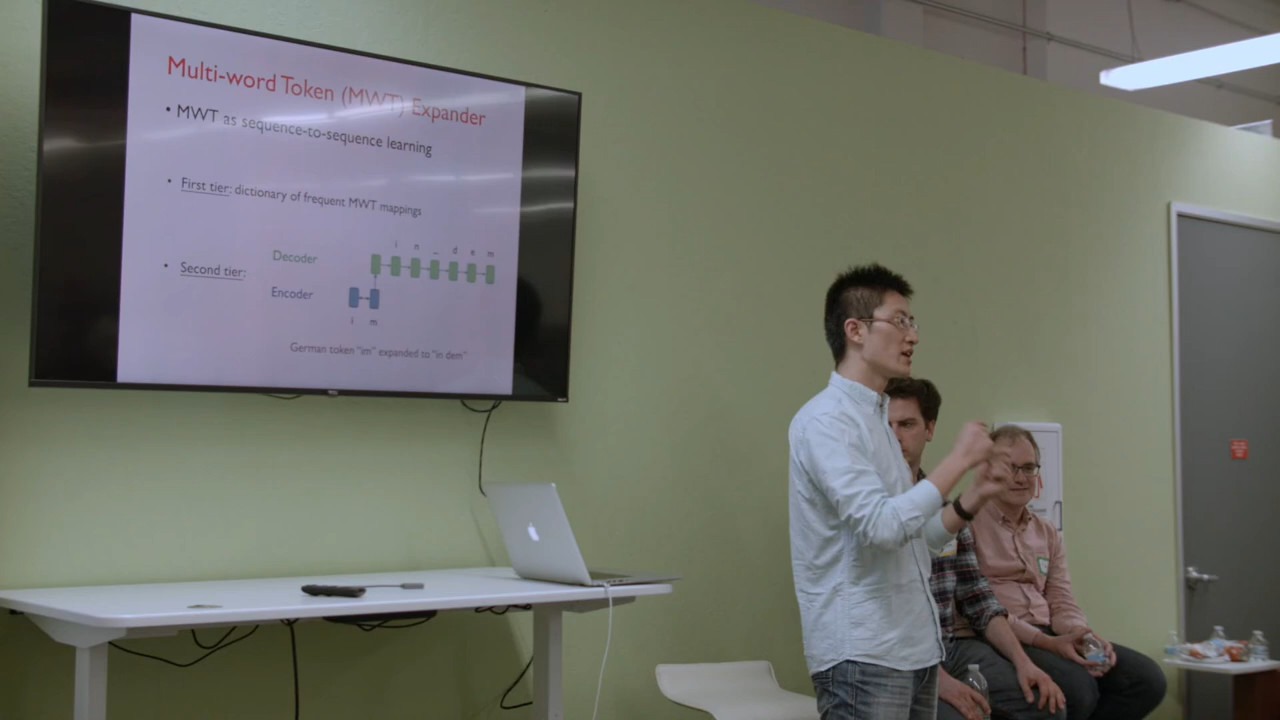 Multi-word Token (MWT) Expander
• MWT as sequence-to-sequence learning
• First tier: dictionary of frequent MWT mappings
i n _ d e m
Decoder
• Second tier:
Encoder
i m
German token "im" expanded to "in dem"